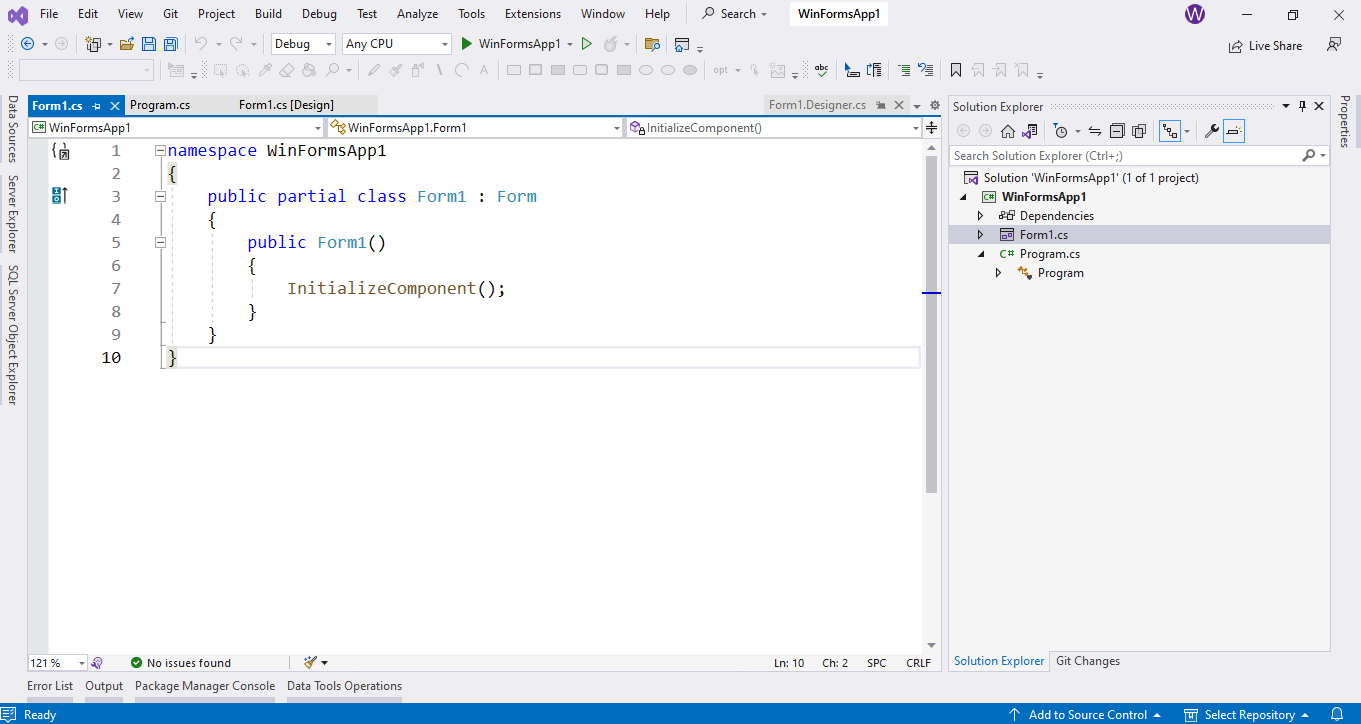 File Edit View Git Project Build Debug Test Analyze Tools Extensions Window Help Search WinFormsApp1 W
Debug Any CPU WinFormsApp1 Live Share
A opt abc
Form1.cs Program.cs Form1.cs [Design] Form1.Designer.cs
WinFormsApp1 WinFormsApp1.Form1 InitializeComponent()
1 namespace WinFormsApp1
2 {
3 public partial class Form1 : Form
4 {
5 public Form1()
6 {
7 InitializeComponent();
8 }
9 }
10 }
121 % No issues found Ln: 10 Ch: 2 SPC CRLF
Data Sources
Server Explorer
SQL Server Object Explorer
Solution Explorer
Search Solution Explorer (Ctrl+;)
Solution 'WinFormsApp1' (1 of 1 project)
C# WinFormsApp1
Dependencies
Form1.cs
C# Program.cs
Program
Solution Explorer Git Changes
Properties
Error List Output Package Manager Console Data Tools Operations
Ready Add to Source Control Select Repository